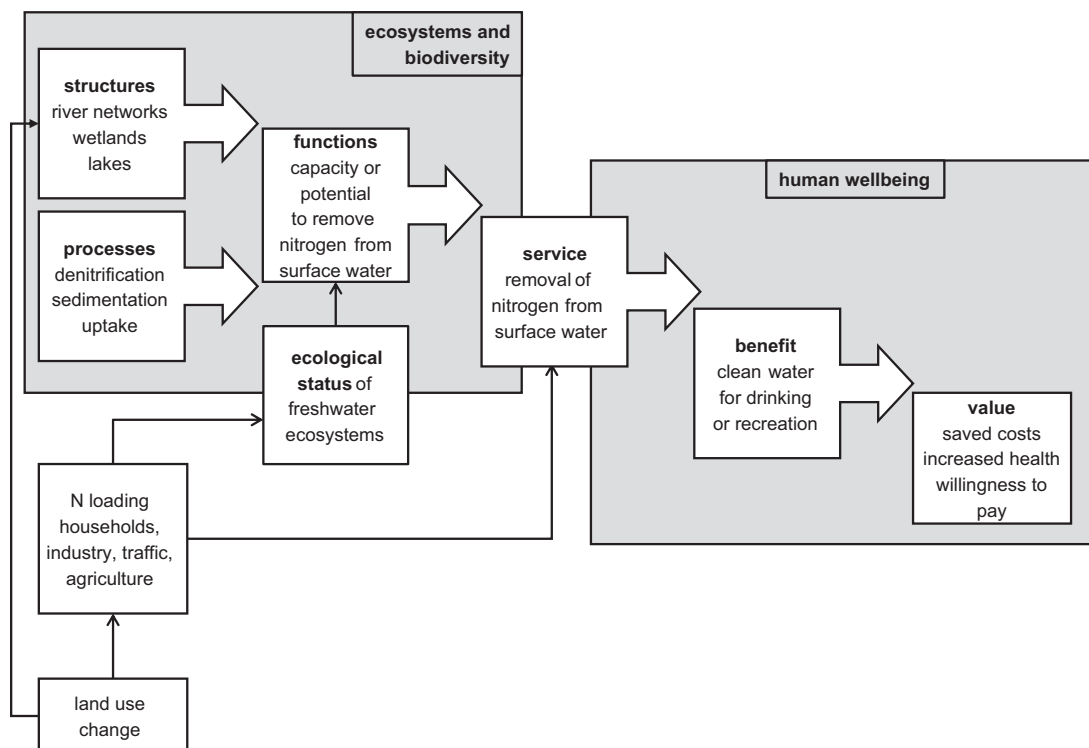 ecosystems and
biodiversity
structures
river networks
wetlands
lakes
functions
capacity or
potential
to remove
nitrogen from
surface water
processes
denitrification
sedimentation
uptake
human wellbeing
service
removal of
nitrogen from
surface water
ecological
status of
freshwater
ecosystems
benefit
clean water
for drinking
or recreation
value
saved costs
increased health
willingness to
pay
N loading
households,
industry, traffic,
agriculture
land use
change